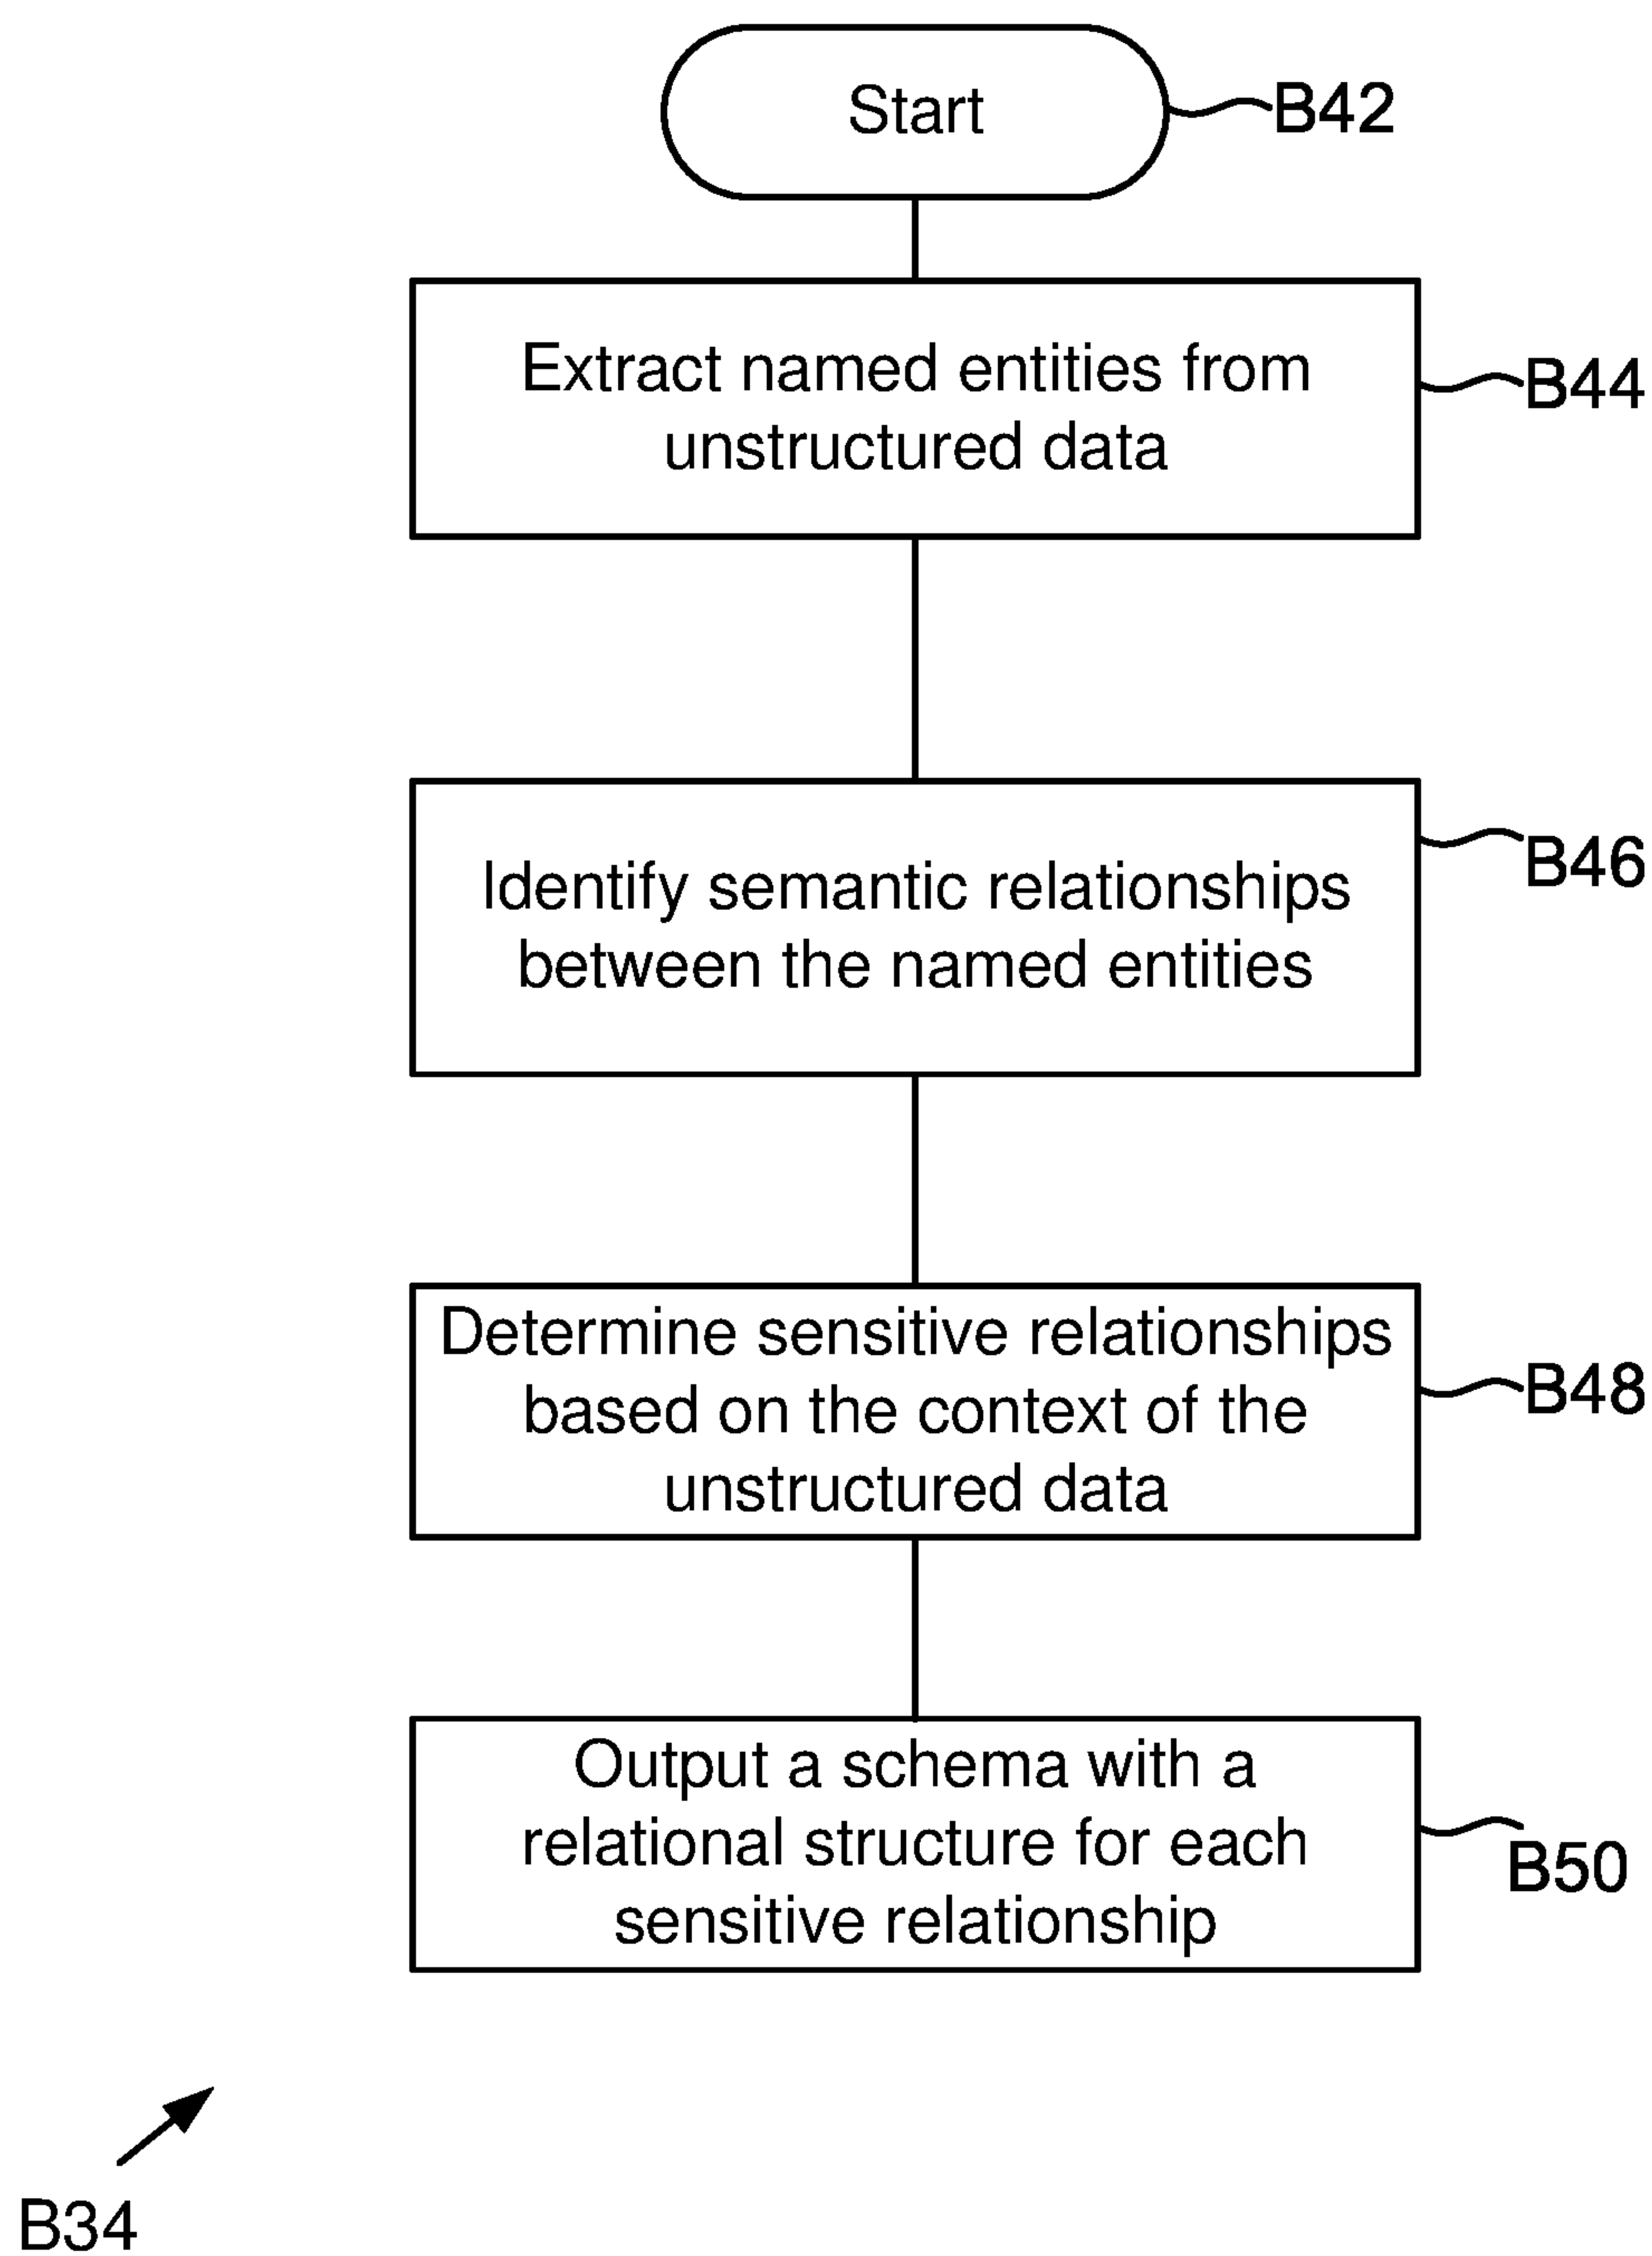 Start
B42
Extract named entities from
unstructured data
B44
Identify semantic relationships
between the named entities
B46
Determine sensitive relationships
based on the context of the
unstructured data
B48
Output a schema with a
relational structure for each
sensitive relationship
B50
B34